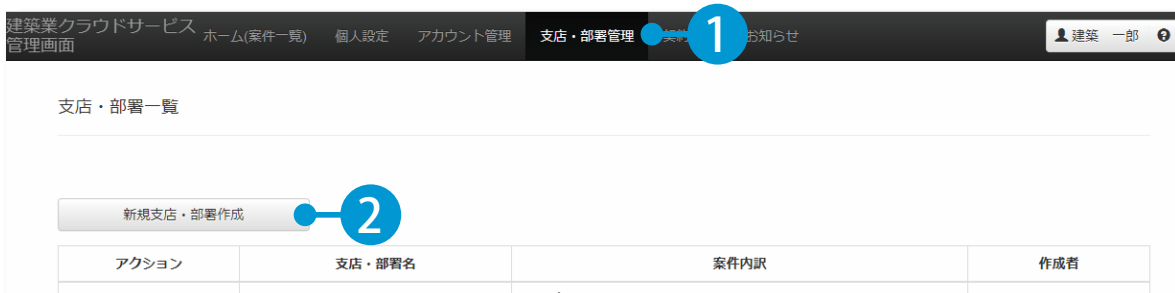 建築業クラウドサービス
管理画面
ホーム(案件一覧) 個人設定 アカウント管理 支店・部署管理 1 お知らせ 建築 一郎
支店・部署一覧
新規支店・部署作成 2
アクション 支店・部署名 案件内訳 作成者